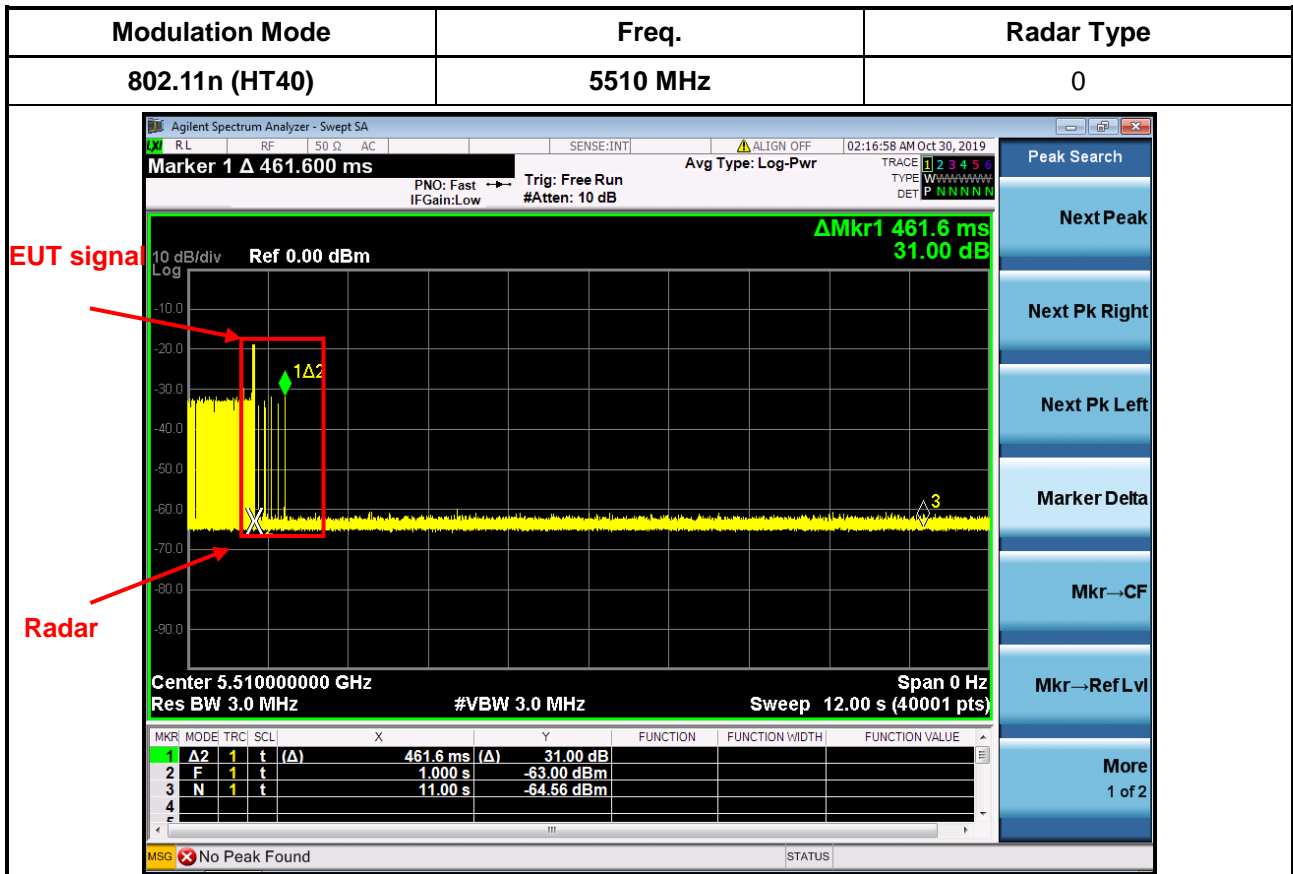 Modulation Mode Freq. Radar Type
802.11n (HT40) 5510 MHz 0
Agilent Spectrum Analyzer - Swept SA
LXI RL RF 50 Ω AC SENSE:INT ALIGN OFF 02:16:58 AM Oct 30, 2019
Marker 1 Δ 461.600 ms
PNO: Fast
IFGain:Low
Trig: Free Run
#Atten: 10 dB
Avg Type: Log-Pwr
TRACE 1 2 3 4 5 6
TYPE WWWWWWW
DET P N N N N N
Peak Search
Next Peak
Next Pk Right
Next Pk Left
Marker Delta
Mkr→CF
Mkr→Ref Lvl
More
1 of 2
ΔMkr1 461.6 ms
31.00 dB
EUT signal
10 dB/div Ref 0.00 dBm
Log
-10.0
-20.0
1Δ2
-30.0
-40.0
-50.0
-60.0
X
3
-70.0
-80.0
Radar
-90.0
Center 5.510000000 GHz Span 0 Hz
Res BW 3.0 MHz #VBW 3.0 MHz Sweep 12.00 s (40001 pts)
MKR MODE TRC SCL X Y FUNCTION FUNCTION WIDTH FUNCTION VALUE
1 Δ2 1 t (Δ) 461.6 ms (Δ) 31.00 dB
2 F 1 t 1.000 s -63.00 dBm
3 N 1 t 11.00 s -64.56 dBm
4
5
MSG No Peak Found STATUS